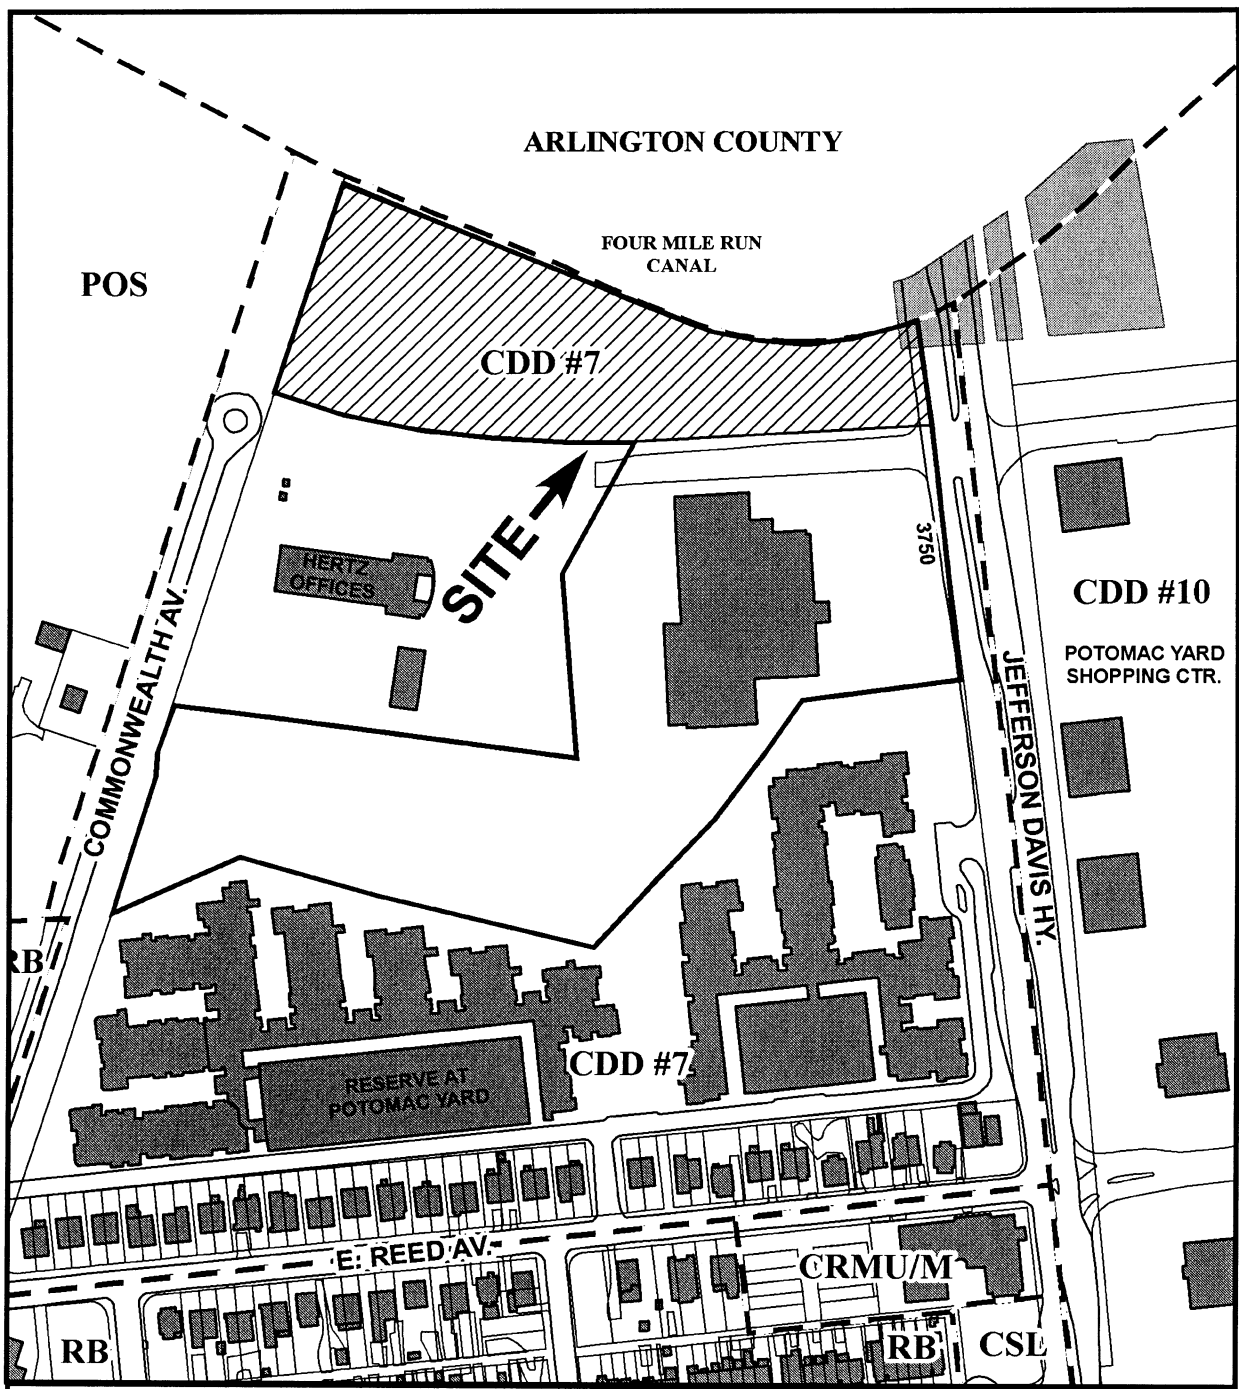 ARLINGTON COUNTY
FOUR MILE RUN
CANAL
POS
CDD #7
SITE
3750
HERTZ
OFFICES
CDD #10
POTOMAC YARD
SHOPPING CTR.
COMMONWEALTH AV.
JEFFERSON DAVIS HY.
RB
CDD #7
RESERVE AT
POTOMAC YARD
E. REED AV.
CRMU/M
RB
RB
CSL